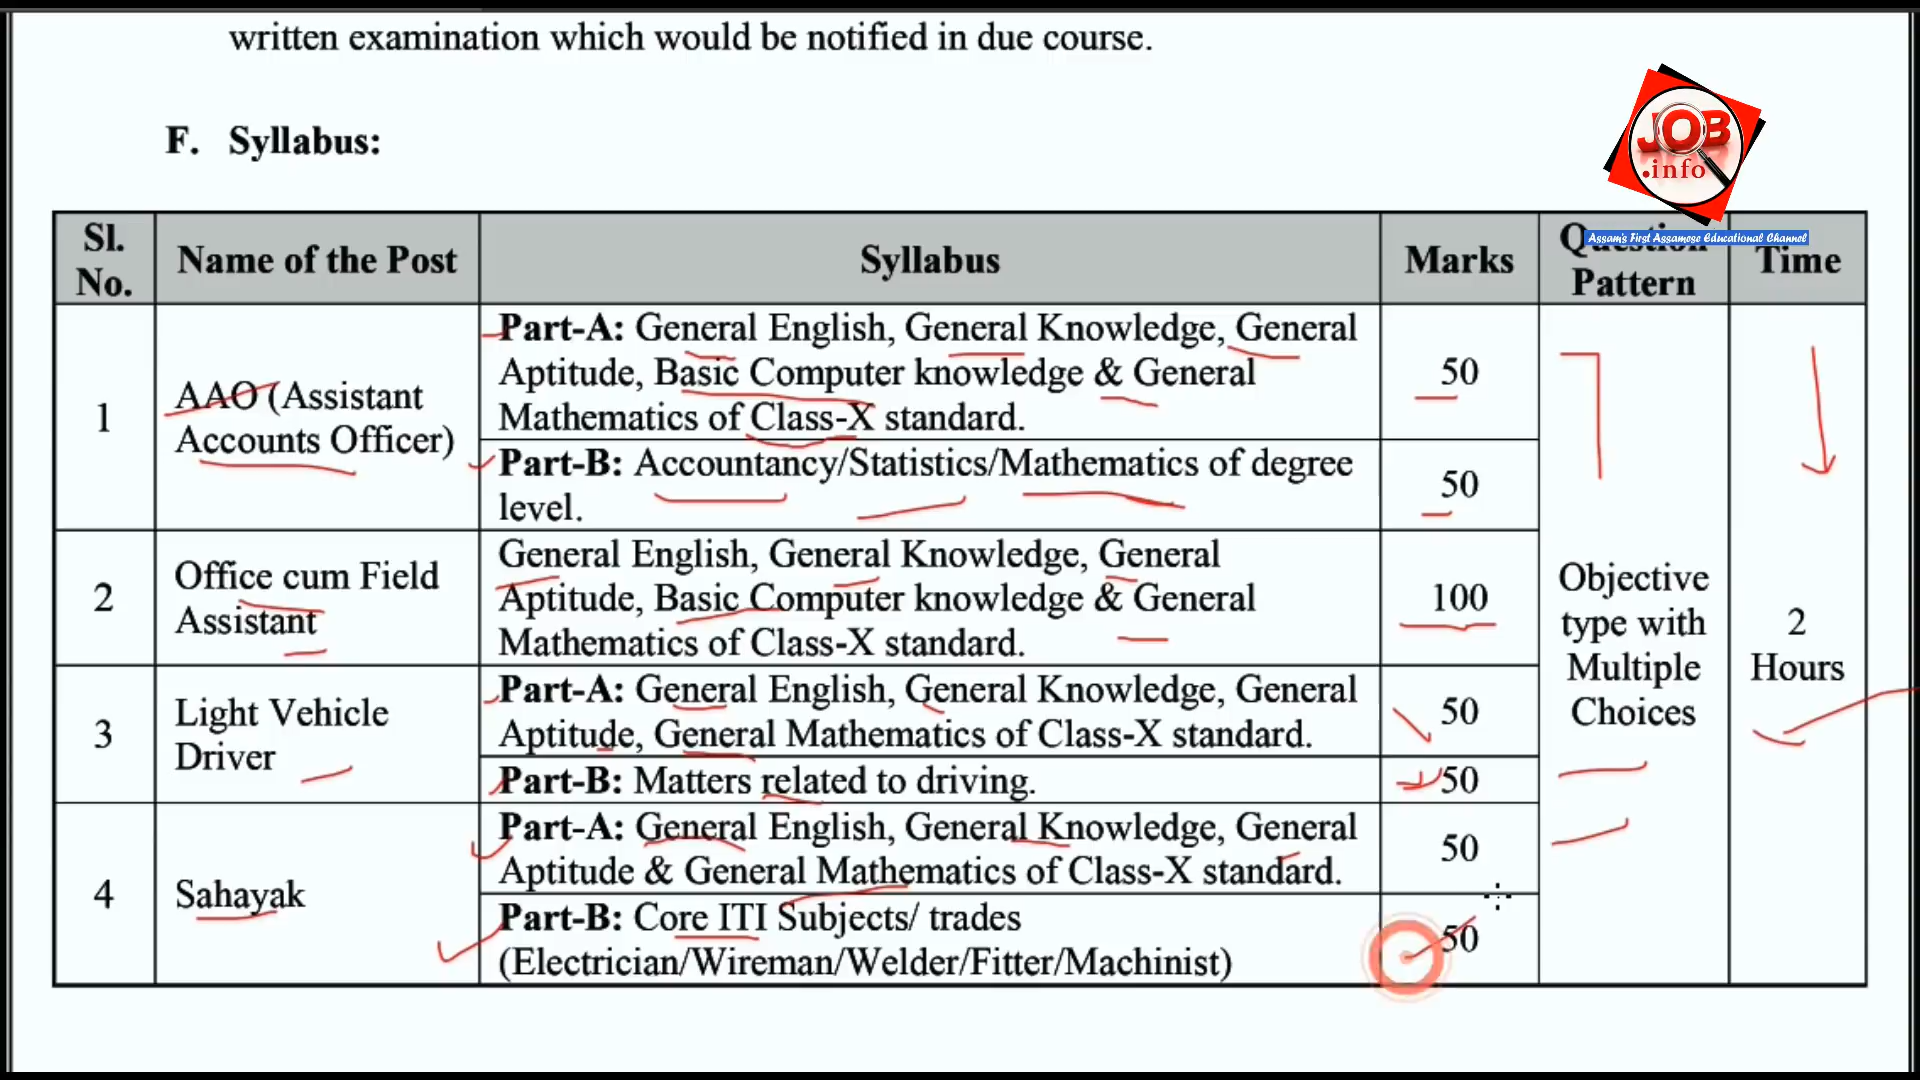 written examination which would be notified in due course.
JOB
.info
Assam's First Assamese Educational Channel
F. Syllabus:
Sl. No.
Name of the Post
Syllabus
Marks
Question Pattern
Time
1
AAO (Assistant
Accounts Officer)
Part-A: General English, General Knowledge, General
Aptitude, Basic Computer knowledge & General
Mathematics of Class-X standard.
50
Part-B: Accountancy/Statistics/Mathematics of degree
level.
50
2
Office cum Field
Assistant
General English, General Knowledge, General
Aptitude, Basic Computer knowledge & General
Mathematics of Class-X standard.
100
3
Light Vehicle
Driver
Part-A: General English, General Knowledge, General
Aptitude, General Mathematics of Class-X standard.
50
Part-B: Matters related to driving.
50
4
Sahayak
Part-A: General English, General Knowledge, General
Aptitude & General Mathematics of Class-X standard.
50
Part-B: Core ITI Subjects/ trades
(Electrician/Wireman/Welder/Fitter/Machinist)
50
Objective
type with
Multiple
Choices
2
Hours